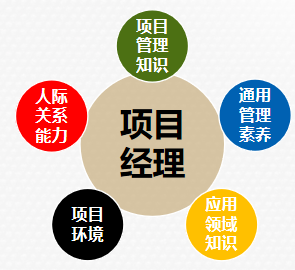 项目
管理
知识
人际
关系
能力
通用
管理
素养
项目
经理
项目
环境
应用
领域
知识